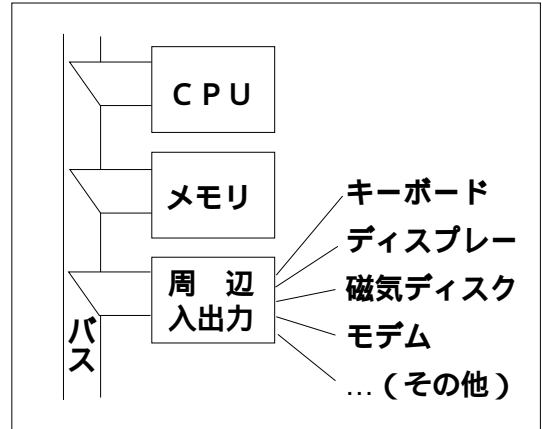 ＣＰＵ
メモリ
周　辺
入出力
バス
キーボード
ディスプレー
磁気ディスク
モデム
…（その他）